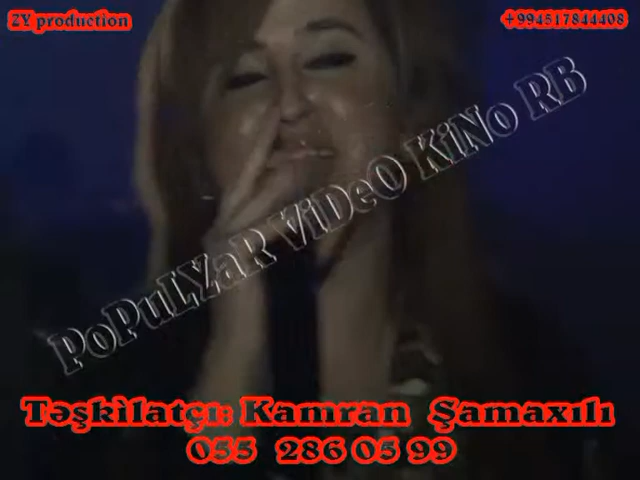 ZY production
+994517844408
PoPuLYaR ViDeO KiNo RB
Təşkilatçı: Kamran Şamaxılı
055 286 05 99